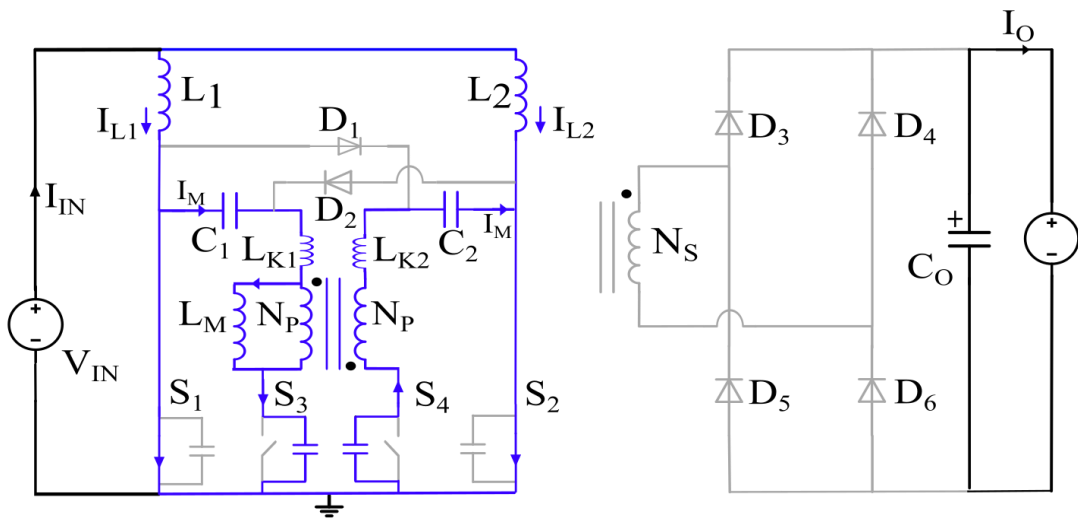 I_O
L_1
L_2
I_L1
D_1
I_L2
D_3
D_4
I_IN
I_M
D_2
I_M
C_1
L_K1
L_K2
C_2
N_S
+
C_O
+
−
L_M
N_P
N_P
+
−
V_IN
S_1
S_3
S_4
S_2
D_5
D_6